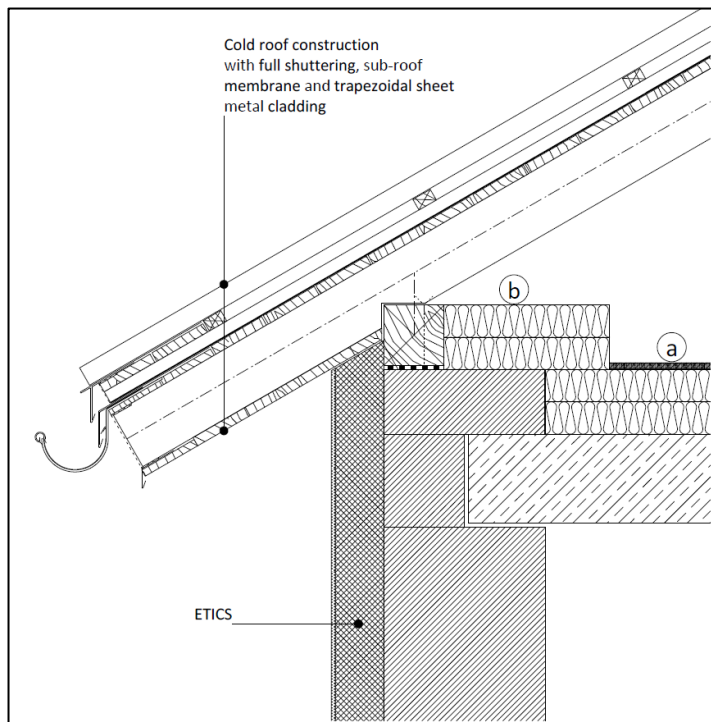 Cold roof construction
with full shuttering, sub-roof
membrane and trapezoidal sheet
metal cladding
b
a
ETICS